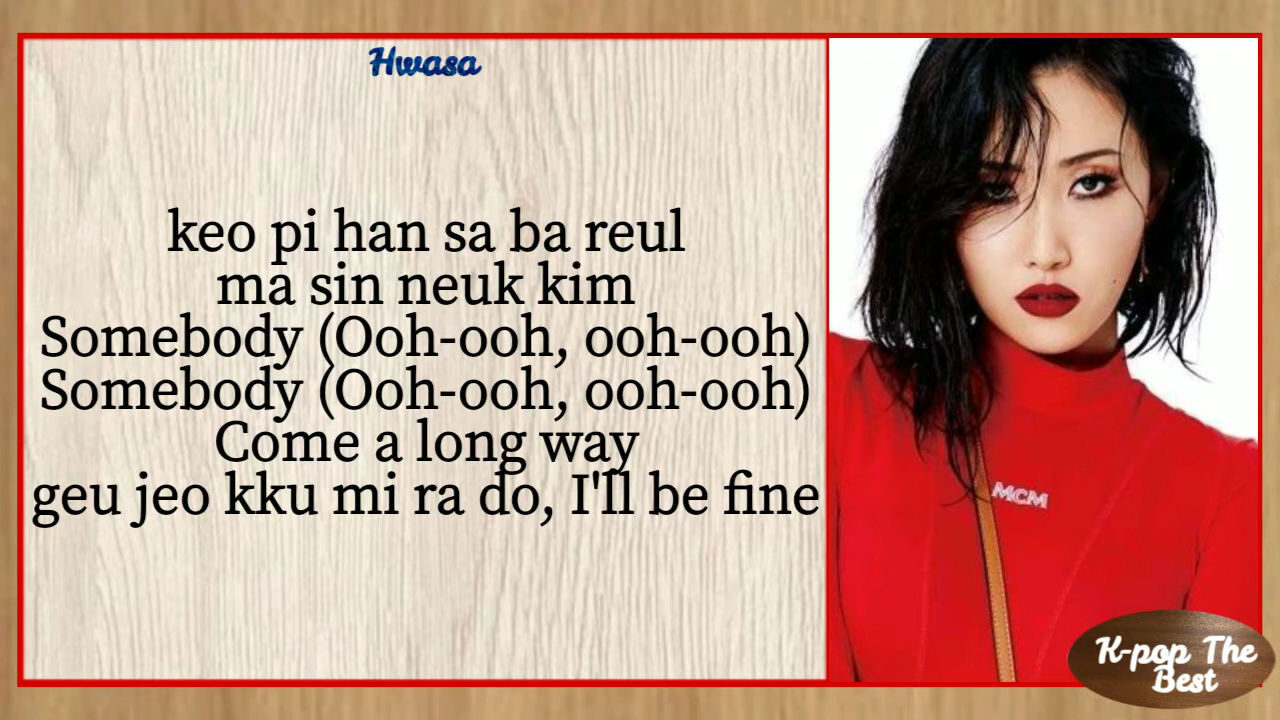 Hwasa
keo pi han sa ba reul
ma sin neuk kim
Somebody (Ooh-ooh, ooh-ooh)
Somebody (Ooh-ooh, ooh-ooh)
Come a long way
geu jeo kku mi ra do, I'll be fine
MCM
K-pop The
Best